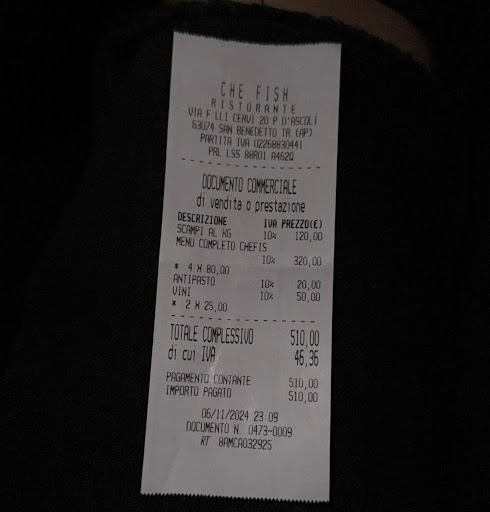 CHE FISH
RISTORANTE
VIA F LLI CERVI 20 P D'ASCOLI
63074 SAN BENEDETTO TR (AP)
PARTITA IVA 02268830441
PRL LSS 88R01 A462Q
DOCUMENTO COMMERCIALE
di vendita o prestazione
DESCRIZIONE IVA PREZZO(€)
SCAMPI AL KG 10% 120,00
MENU COMPLETO CHEFIS
10% 320,00
* 4 X 80,00
ANTIPASTO 10% 20,00
VINI 10% 50,00
* 2 X 25,00
TOTALE COMPLESSIVO 510,00
di cui IVA 46,36
PAGAMENTO CONTANTE 510,00
IMPORTO PAGATO 510,00
06/11/2024 23:09
DOCUMENTO N. 0473-0009
RT 8AMCA032925